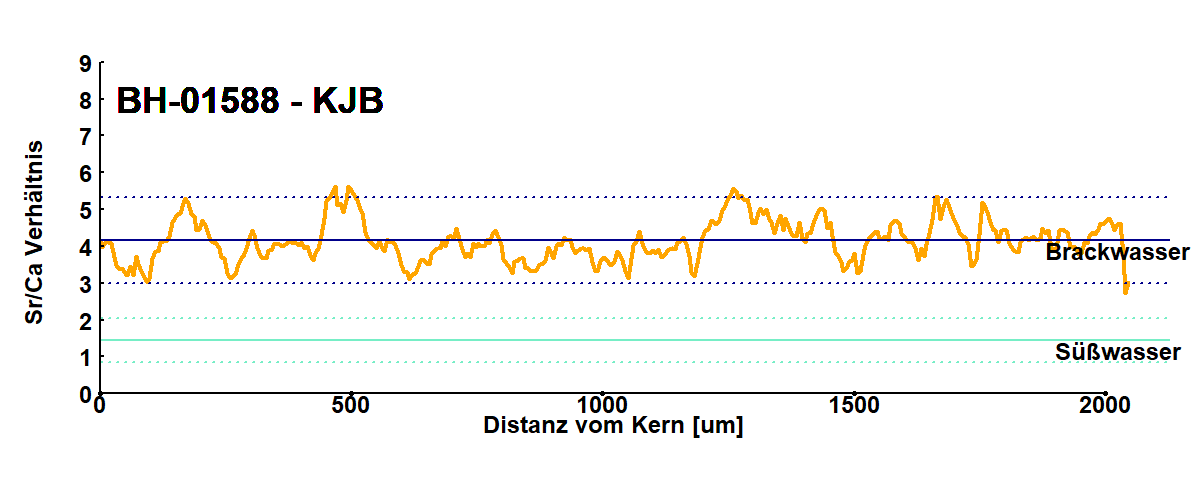 BH-01588 - KJB
Sr/Ca Verhältnis
9
8
7
6
5
4
3
2
1
0
Brackwasser
Süßwasser
0 500 1000 1500 2000
Distanz vom Kern [um]